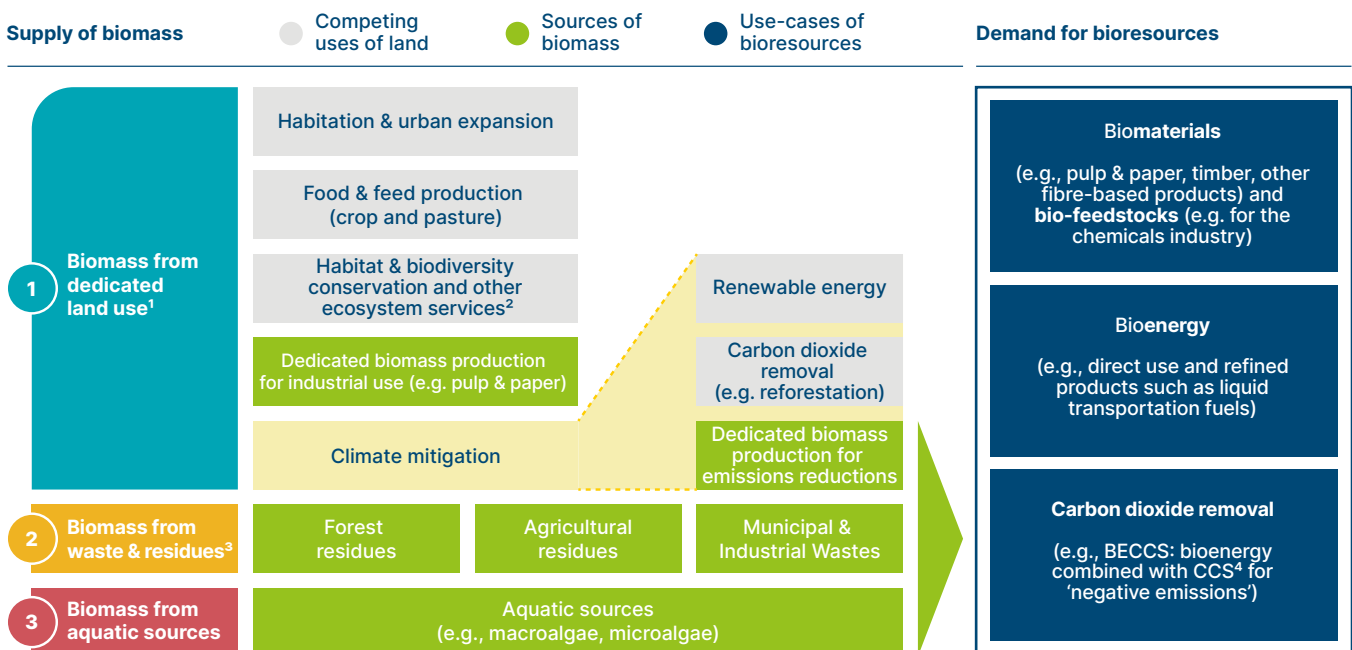 Supply of biomass
Competing
uses of land
Sources of
biomass
Use-cases of
bioresources
Demand for bioresources
1
Biomass from
dedicated
land use¹
Habitation & urban expansion
Food & feed production
(crop and pasture)
Habitat & biodiversity
conservation and other
ecosystem services²
Dedicated biomass production
for industrial use (e.g. pulp & paper)
Climate mitigation
Renewable energy
Carbon dioxide
removal
(e.g. reforestation)
Dedicated biomass
production for
emissions reductions
2
Biomass from
waste & residues³
Forest
residues
Agricultural
residues
Municipal &
Industrial Wastes
3
Biomass from
aquatic sources
Aquatic sources
(e.g., macroalgae, microalgae)
Biomaterials
(e.g., pulp & paper, timber, other
fibre-based products) and
bio-feedstocks (e.g. for the
chemicals industry)
Bioenergy
(e.g., direct use and refined
products such as liquid
transportation fuels)
Carbon dioxide removal
(e.g., BECCS: bioenergy
combined with CCS⁴ for
‘negative emissions’)